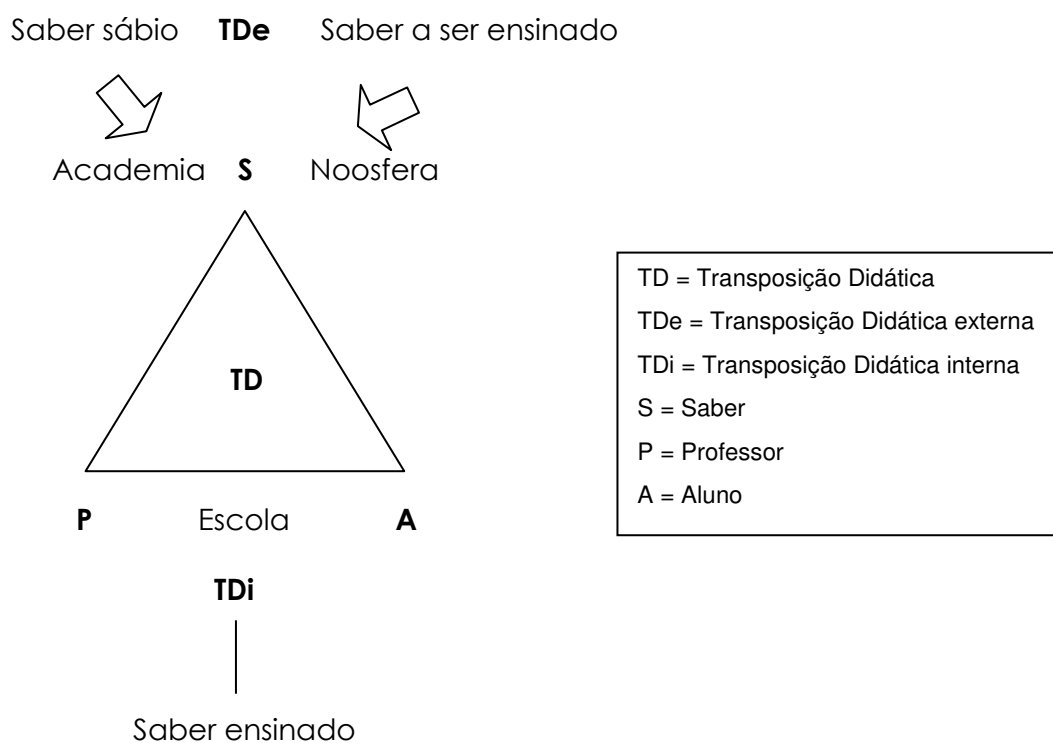 Saber sábio TDe Saber a ser ensinado
Academia S Noosfera
TD
P Escola A
TDi
Saber ensinado
TD = Transposição Didática
TDe = Transposição Didática externa
TDi = Transposição Didática interna
S = Saber
P = Professor
A = Aluno